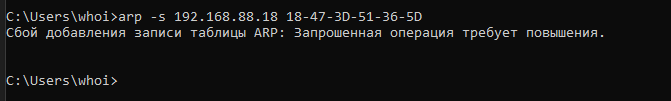 C:\Users\whoi>arp -s 192.168.88.18 18-47-3D-51-36-5D
Сбой добавления записи таблицы ARP: Запрошенная операция требует повышения.
C:\Users\whoi>